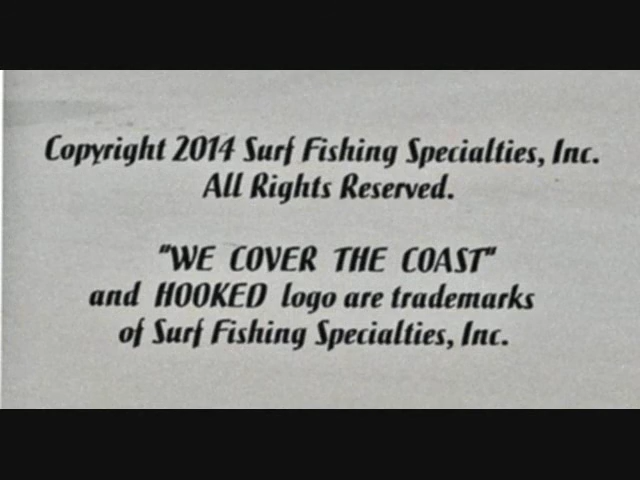 Copyright 2014 Surf Fishing Specialties, Inc.
All Rights Reserved.
"WE COVER THE COAST"
and HOOKED logo are trademarks
of Surf Fishing Specialties, Inc.